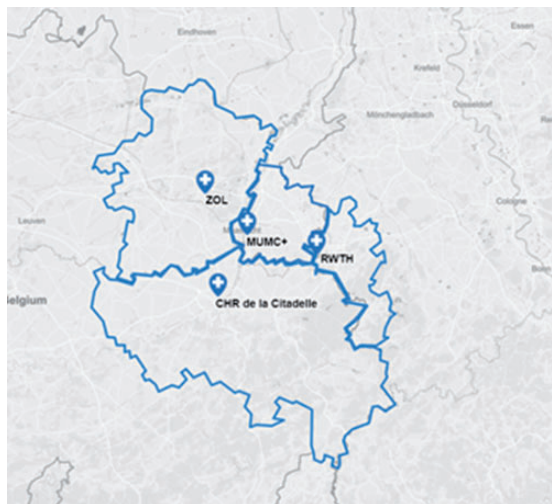 Eindhoven
Essen
Krefeld
Düsseldorf
Mönchengladbach
ZOL
Cologne
Leuven
MUMC+
RWTH
CHR de la Citadelle
Belgium